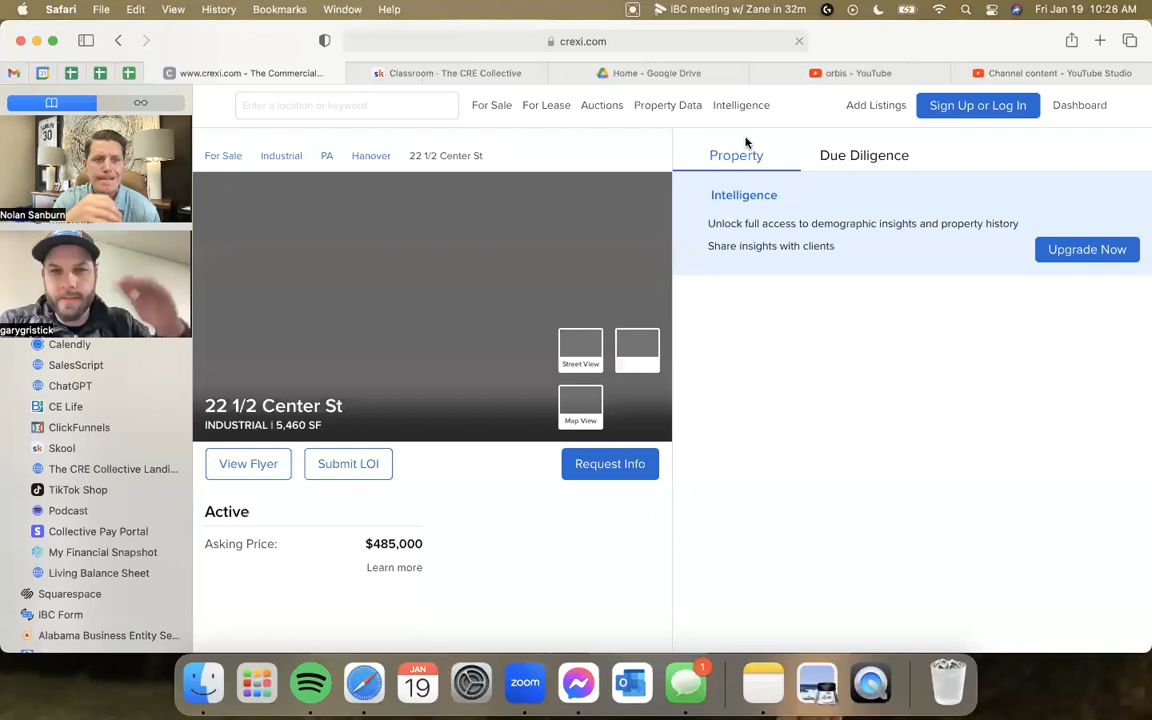 Safari File Edit View History Bookmarks Window Help
IBC meeting w/ Zane in 32m
Fri Jan 19 10:26 AM
crexi.com
www.crexi.com – The Commercial...
Classroom · The CRE Collective
Home - Google Drive
orbis - YouTube
Channel content - YouTube Studio
Enter a location or keyword
For Sale For Lease Auctions Property Data Intelligence
Add Listings
Sign Up or Log In
Dashboard
For Sale Industrial PA Hanover 22 1/2 Center St
Property
Due Diligence
Intelligence
Unlock full access to demographic insights and property history
Share insights with clients
Upgrade Now
Nolan Sanburn
garygristick
Calendly
SalesScript
ChatGPT
CE Life
ClickFunnels
Skool
The CRE Collective Landi...
TikTok Shop
Podcast
Collective Pay Portal
My Financial Snapshot
Living Balance Sheet
Squarespace
IBC Form
Alabama Business Entity Se...
Street View
Map View
22 1/2 Center St
INDUSTRIAL | 5,460 SF
View Flyer
Submit LOI
Request Info
Active
Asking Price: $485,000
Learn more
JAN
19
zoom
1